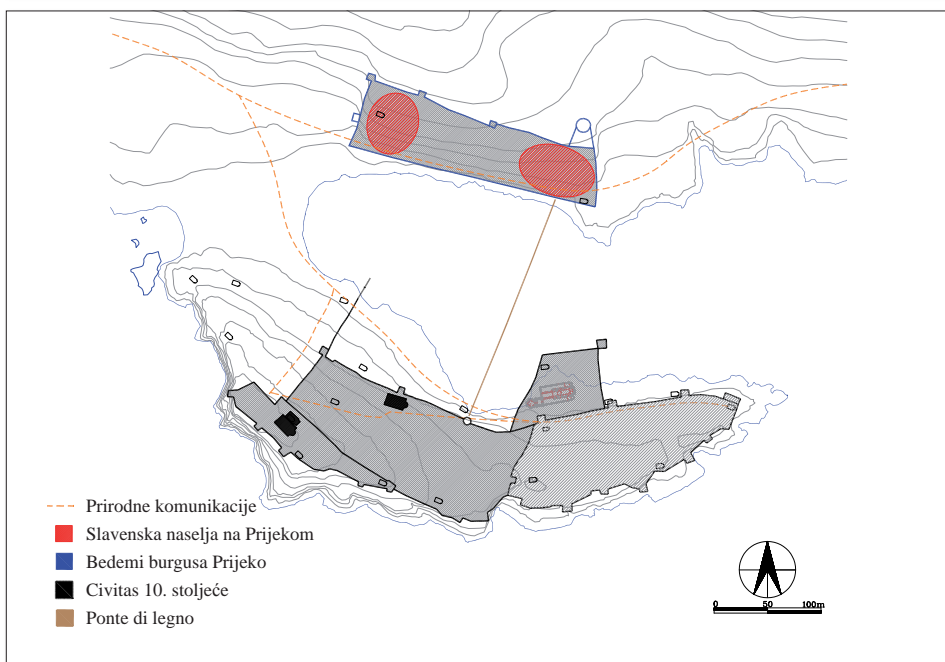 Prirodne komunikacije
Slavenska naselja na Prijekom
Bedemi burgusa Prijeko
Civitas 10. stoljeće
Ponte di legno
0 50 100m